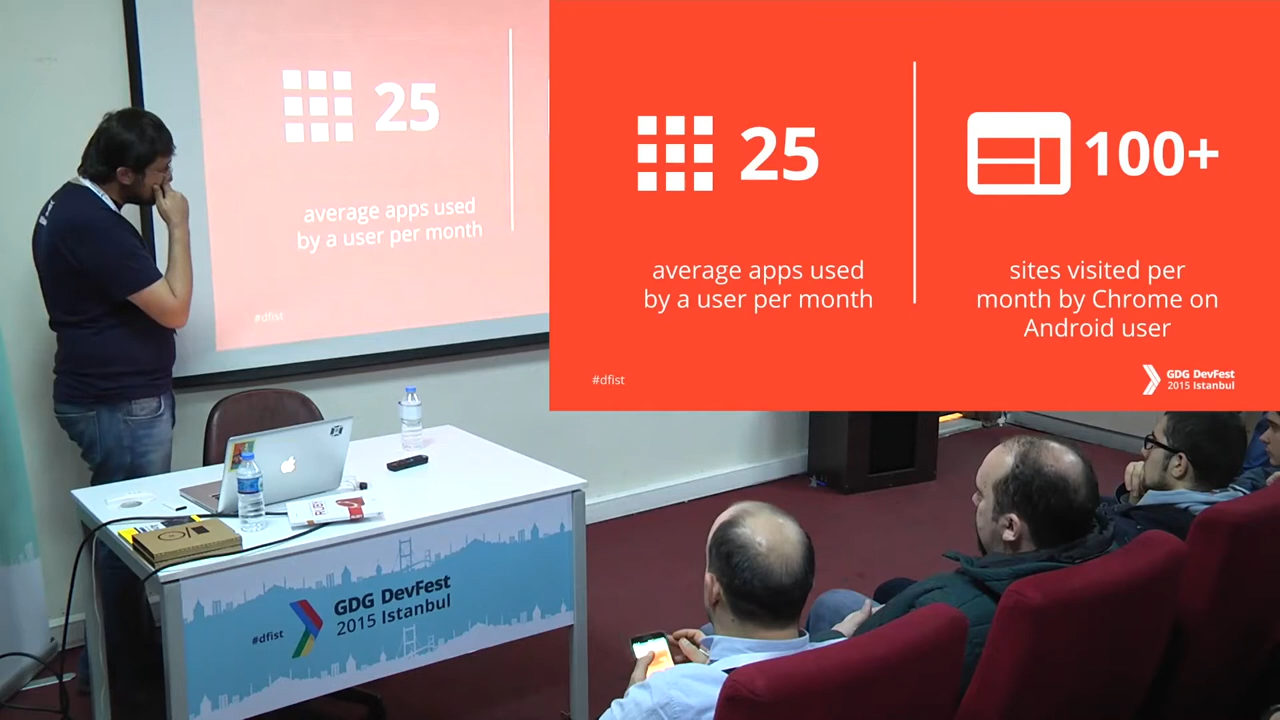 25
average apps used
by a user per month
#dfist
25
average apps used
by a user per month
100+
sites visited per
month by Chrome on
Android user
#dfist
GDG DevFest
2015 Istanbul
#dfist
GDG DevFest
2015 Istanbul